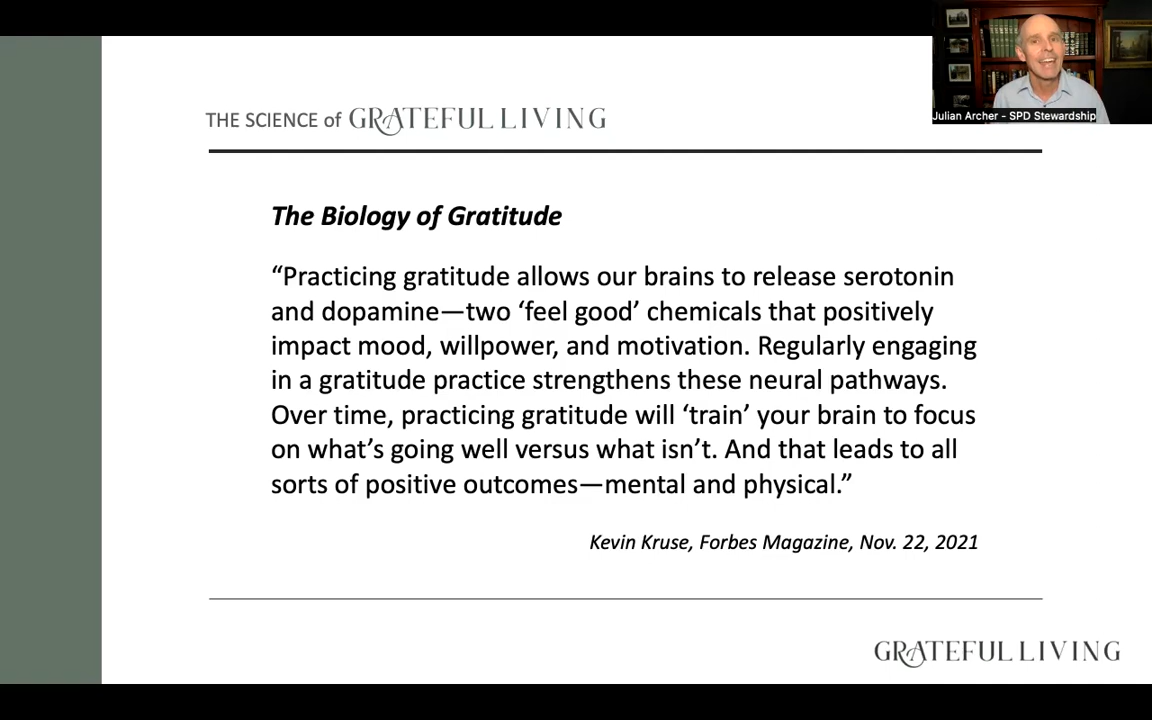 Julian Archer - SPD Stewardship
THE SCIENCE of GRATEFUL LIVING
The Biology of Gratitude
“Practicing gratitude allows our brains to release serotonin
and dopamine—two ‘feel good’ chemicals that positively
impact mood, willpower, and motivation. Regularly engaging
in a gratitude practice strengthens these neural pathways.
Over time, practicing gratitude will ‘train’ your brain to focus
on what’s going well versus what isn’t. And that leads to all
sorts of positive outcomes—mental and physical.”
Kevin Kruse, Forbes Magazine, Nov. 22, 2021
GRATEFUL LIVING